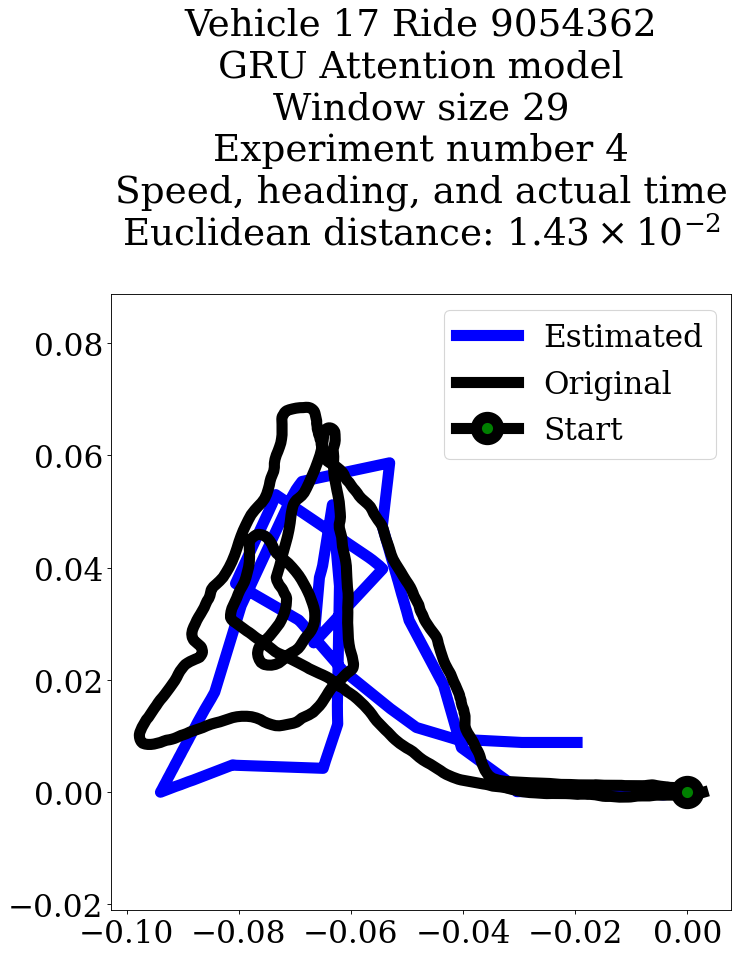 Vehicle 17 Ride 9054362
GRU Attention model
Window size 29
Experiment number 4
Speed, heading, and actual time
Euclidean distance: 1.43 × 10⁻²
Estimated
Original
Start
0.08
0.06
0.04
0.02
0.00
−0.02
−0.10 −0.08 −0.06 −0.04 −0.02 0.00